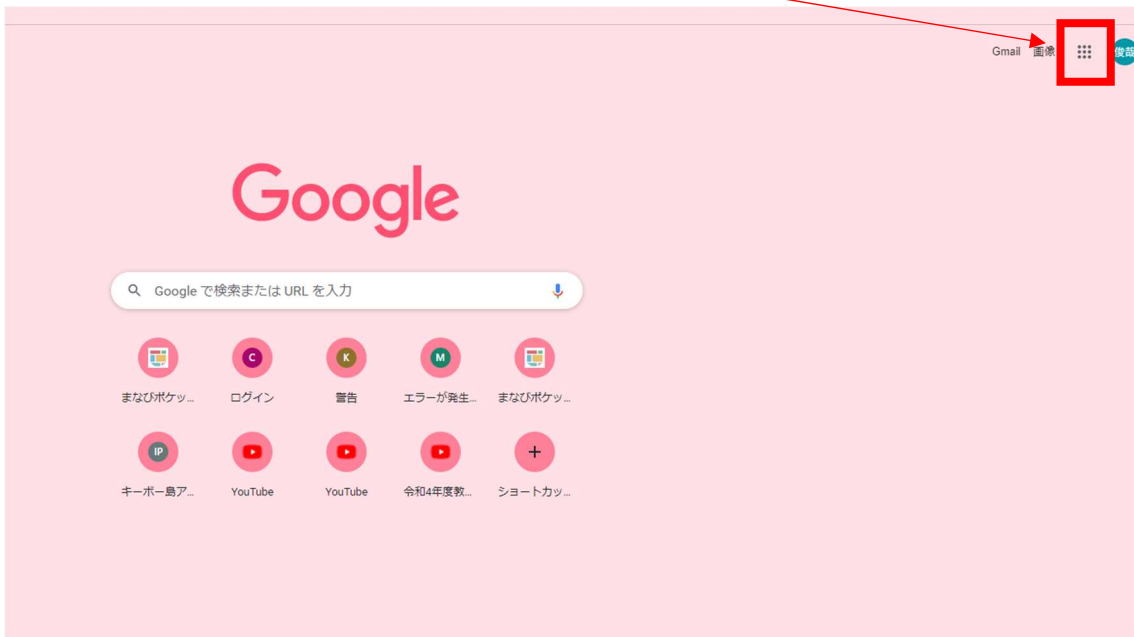 Gmail 画像 俊哉
Google
Google で検索または URL を入力
C K M
まなびポケッ... ログイン 警告 エラーが発生... まなびポケッ...
IP
キーボー島ア... YouTube YouTube 令和4年度教... ショートカッ...